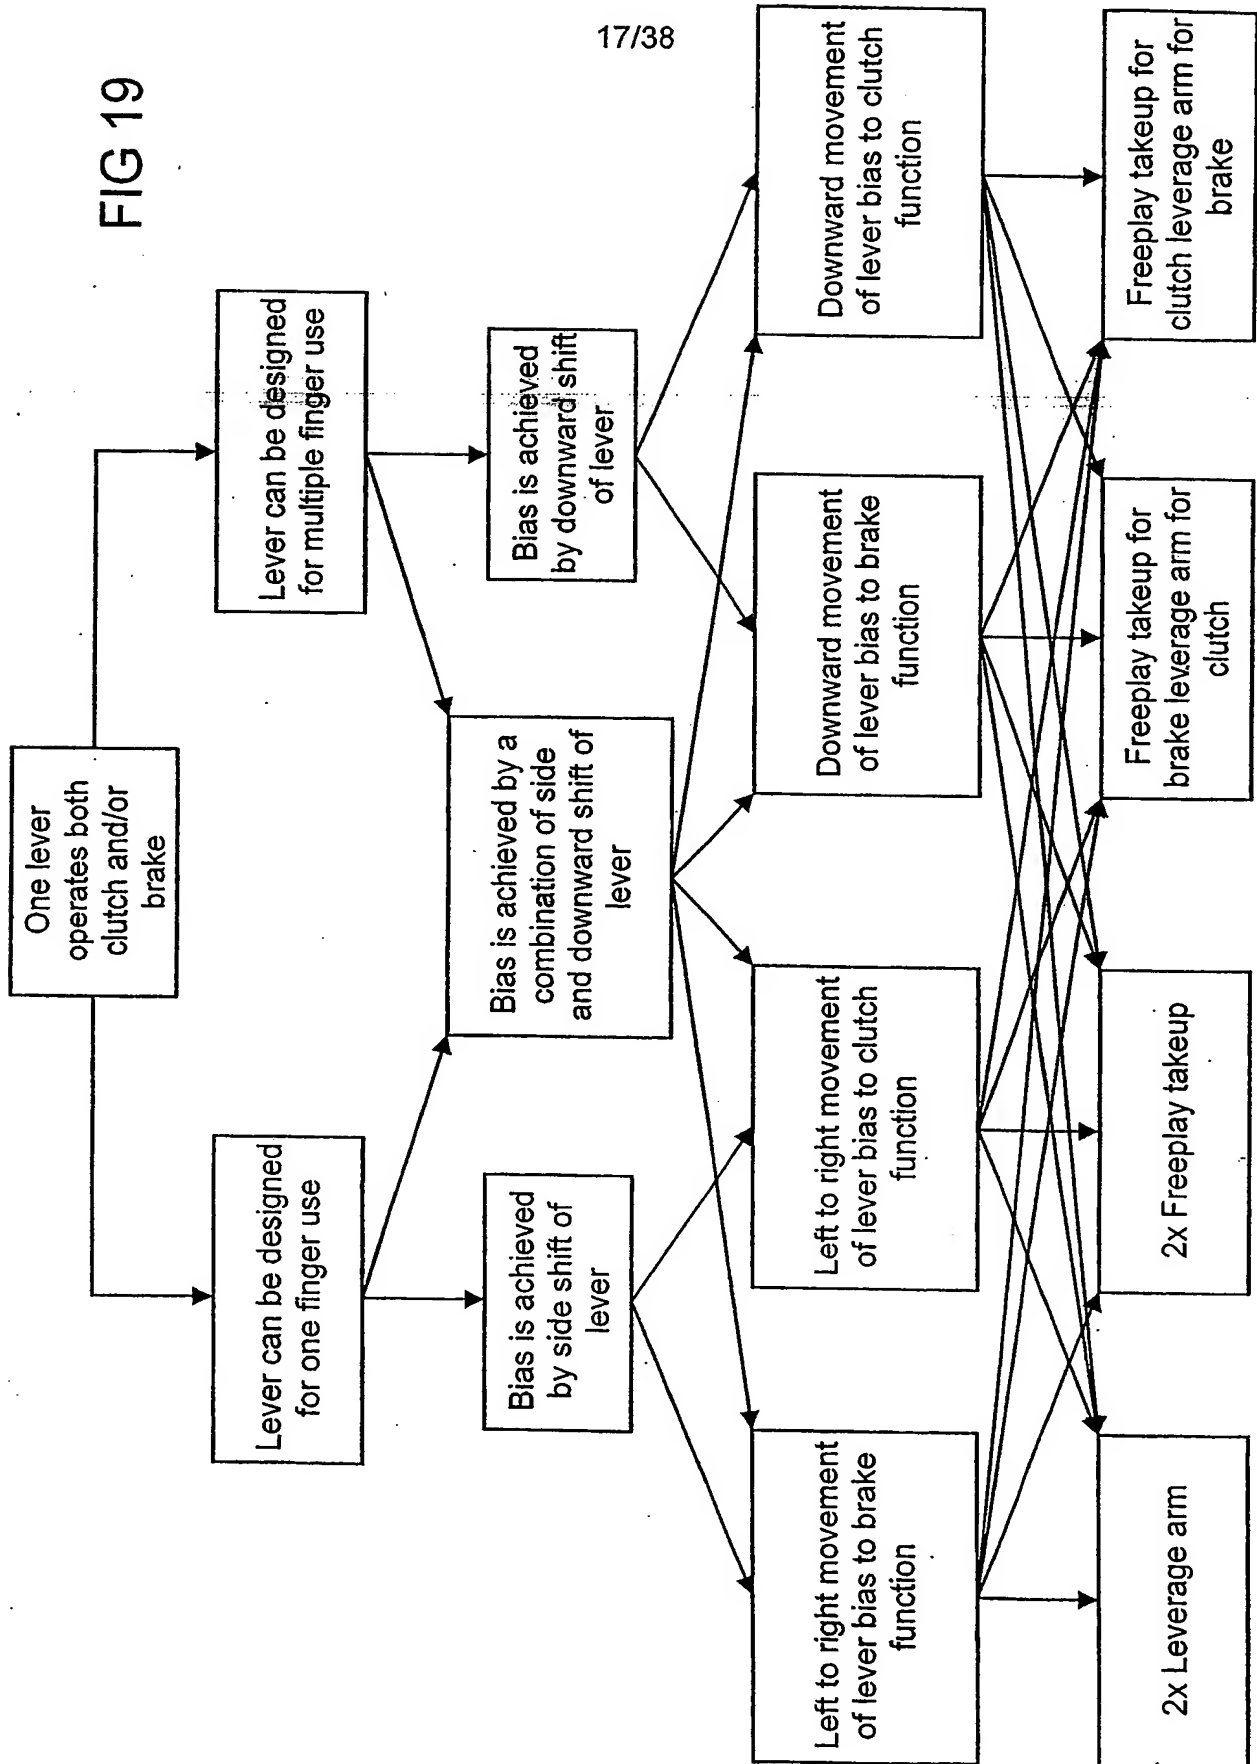 17/38
FIG 19
One lever
operates both
clutch and/or
brake
Lever can be designed
for one finger use
Lever can be designed
for multiple finger use
Bias is achieved
by side shift of
lever
Bias is achieved by a
combination of side
and downward shift of
lever
Bias is achieved
by downward shift
of lever
Left to right movement
of lever bias to brake
function
Left to right movement
of lever bias to clutch
function
Downward movement
of lever bias to brake
function
Downward movement
of lever bias to clutch
function
2x Leverage arm
2x Freeplay takeup
Freeplay takeup for
brake leverage arm for
clutch
Freeplay takeup for
clutch leverage arm for
brake